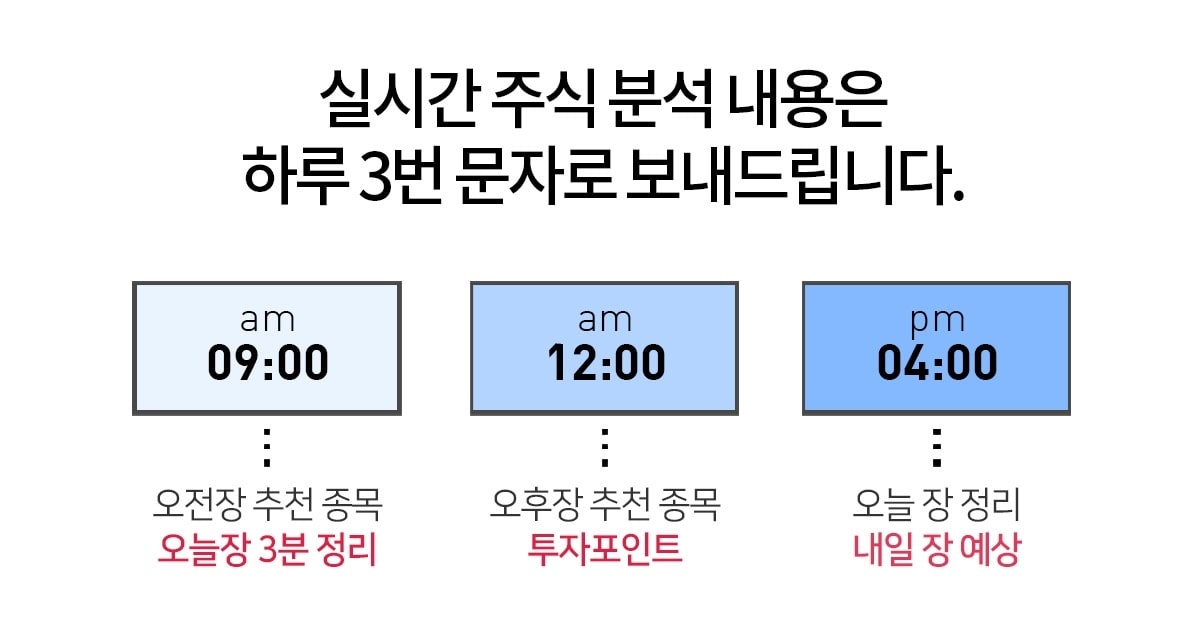 실시간 주식 분석 내용은
하루 3번 문자로 보내드립니다.
am
09:00
오전장 추천 종목
오늘장 3분 정리
am
12:00
오후장 추천 종목
투자포인트
pm
04:00
오늘 장 정리
내일 장 예상